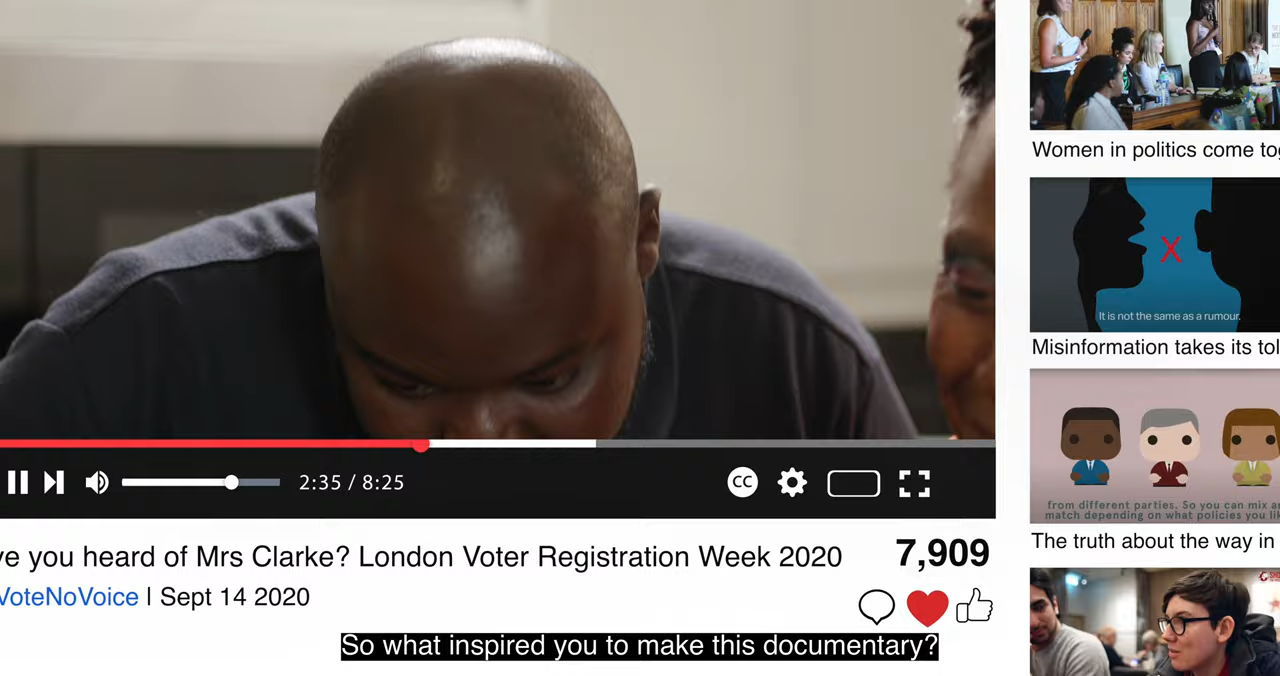 CC
2:35 / 8:25
ve you heard of Mrs Clarke? London Voter Registration Week 2020
7,909
VoteNoVoice | Sept 14 2020
So what inspired you to make this documentary?
Women in politics come tog
X
It is not the same as a rumour.
Misinformation takes its tol
from different parties. So you can mix an
match depending on what policies you lik
The truth about the way in